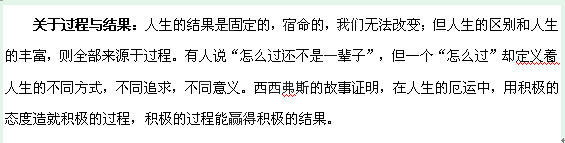 关于过程与结果：人生的结果是固定的，宿命的，我们无法改变；但人生的区别和人生
的丰富，则全部来源于过程。有人说“怎么过还不是一辈子”，但一个“怎么过”却定义着
人生的不同方式，不同追求，不同意义。西西弗斯的故事证明，在人生的厄运中，用积极的
态度造就积极的过程，积极的过程能赢得积极的结果。